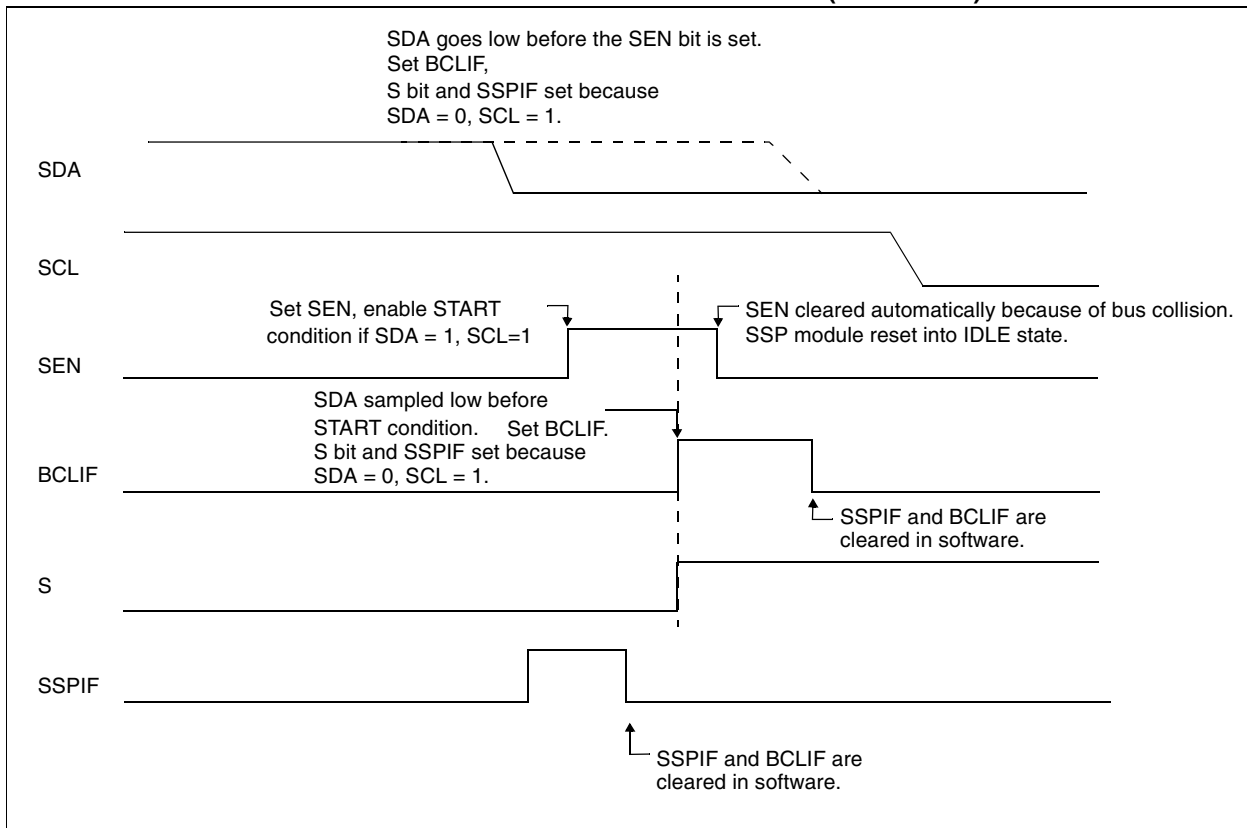 SDA goes low before the SEN bit is set.
Set BCLIF,
S bit and SSPIF set because
SDA = 0, SCL = 1.
SDA
SCL
Set SEN, enable START
condition if SDA = 1, SCL=1
SEN cleared automatically because of bus collision.
SSP module reset into IDLE state.
SEN
SDA sampled low before
START condition. Set BCLIF.
S bit and SSPIF set because
SDA = 0, SCL = 1.
BCLIF
SSPIF and BCLIF are
cleared in software.
S
SSPIF
SSPIF and BCLIF are
cleared in software.